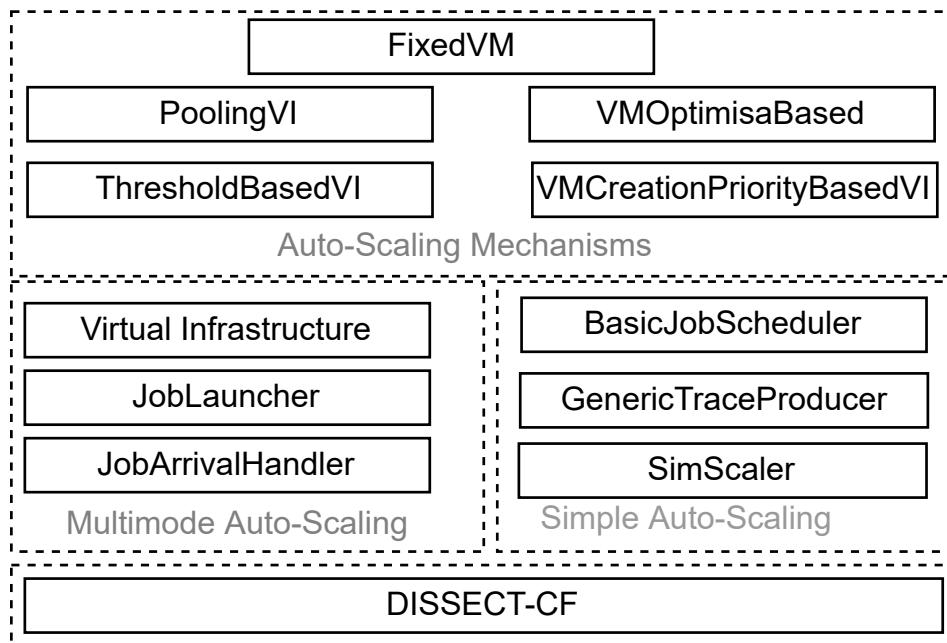 FixedVM
PoolingVI
VMOptimisaBased
ThresholdBasedVI
VMCreationPriorityBasedVI
Auto-Scaling Mechanisms
Virtual Infrastructure
JobLauncher
JobArrivalHandler
Multimode Auto-Scaling
BasicJobScheduler
GenericTraceProducer
SimScaler
Simple Auto-Scaling
DISSECT-CF